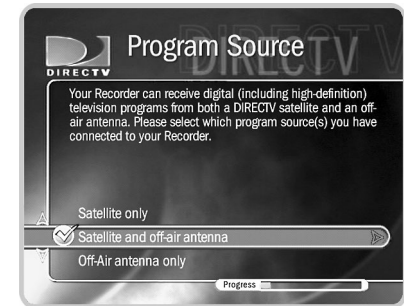 DIRECTV
Program Source
DIRECTV
Your Recorder can receive digital (including high-definition)
television programs from both a DIRECTV satellite and an off-
air antenna. Please select which program source(s) you have
connected to your Recorder.
Satellite only
Satellite and off-air antenna
Off-Air antenna only
Progress